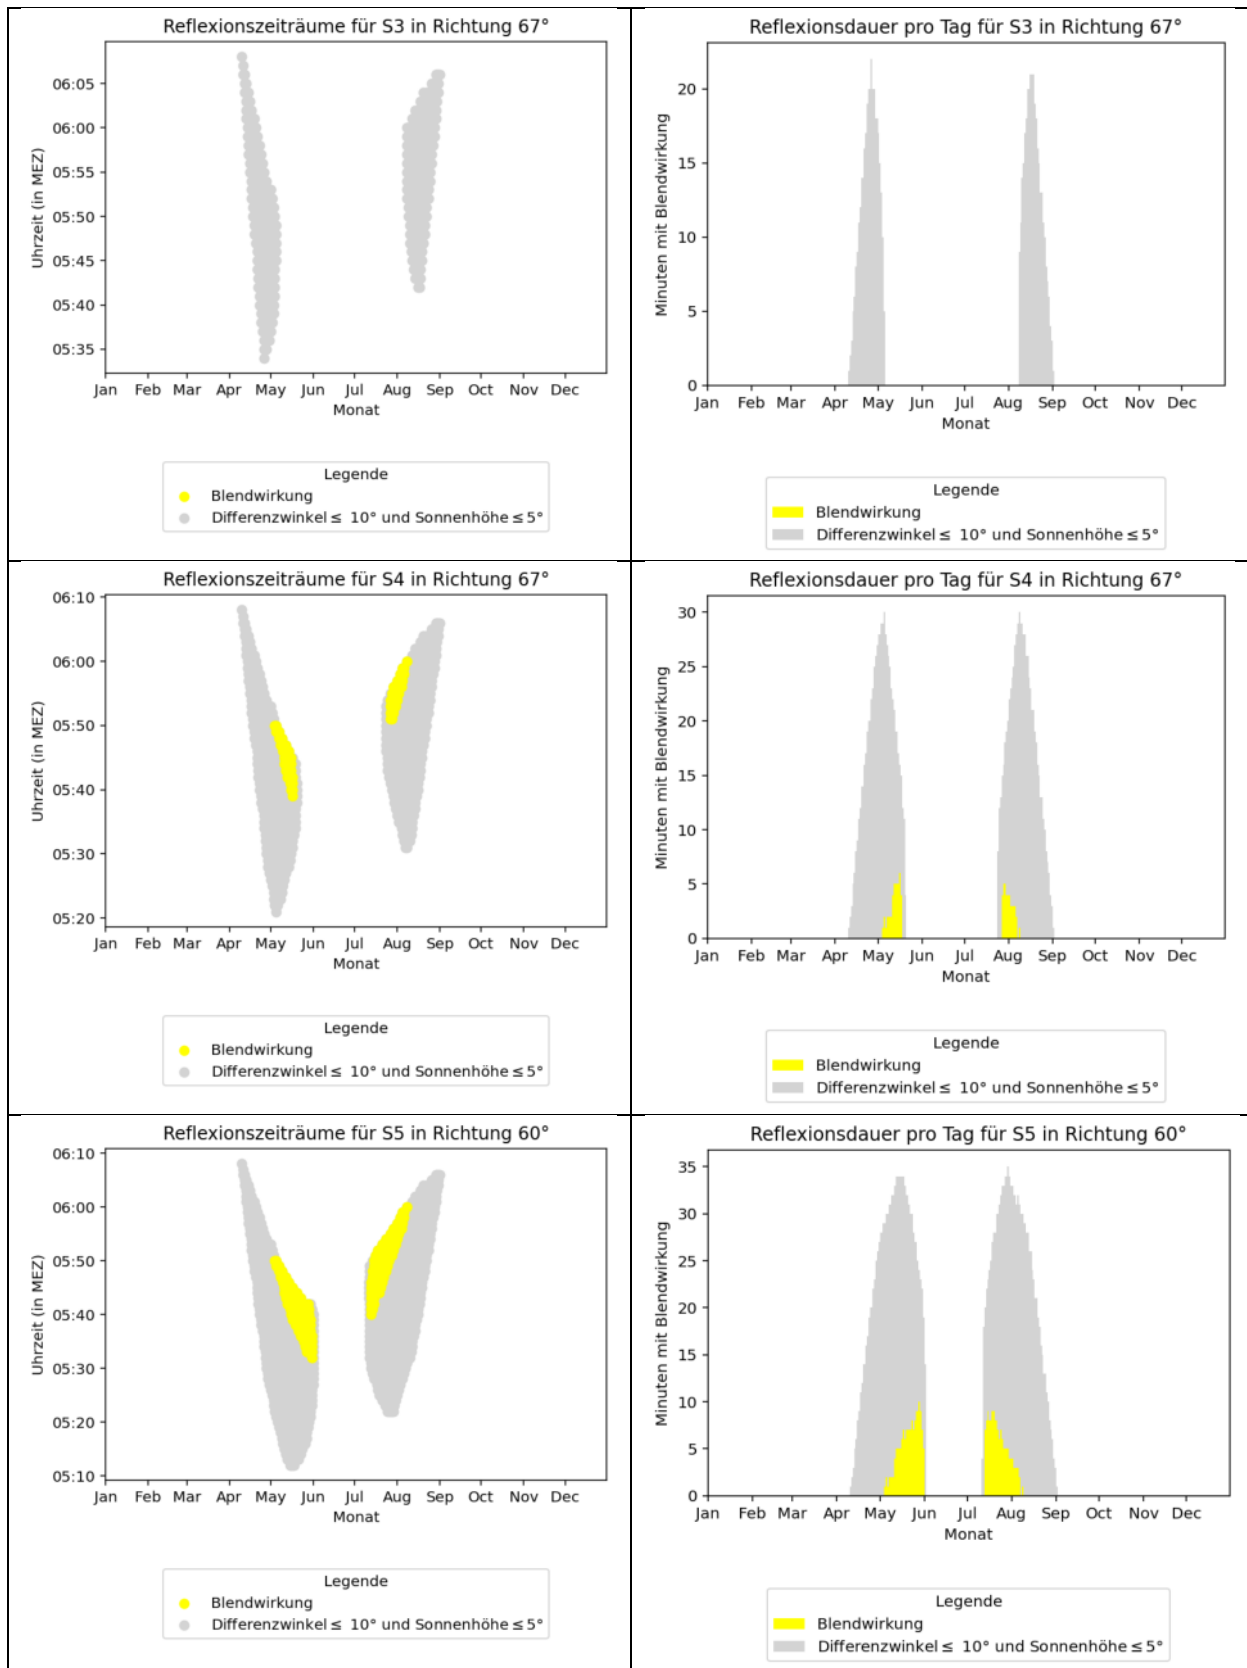 Reflexionszeiträume für S3 in Richtung 67°
06:05
06:00
05:55
05:50
05:45
05:40
05:35
Uhrzeit (in MEZ)
Jan Feb Mar Apr May Jun Jul Aug Sep Oct Nov Dec
Monat
Legende
Blendwirkung
Differenzwinkel ≤ 10° und Sonnenhöhe ≤ 5°
Reflexionsdauer pro Tag für S3 in Richtung 67°
20
15
10
5
0
Minuten mit Blendwirkung
Jan Feb Mar Apr May Jun Jul Aug Sep Oct Nov Dec
Monat
Legende
Blendwirkung
Differenzwinkel ≤ 10° und Sonnenhöhe ≤ 5°
Reflexionszeiträume für S4 in Richtung 67°
06:10
06:00
05:50
05:40
05:30
05:20
Uhrzeit (in MEZ)
Jan Feb Mar Apr May Jun Jul Aug Sep Oct Nov Dec
Monat
Legende
Blendwirkung
Differenzwinkel ≤ 10° und Sonnenhöhe ≤ 5°
Reflexionsdauer pro Tag für S4 in Richtung 67°
30
25
20
15
10
5
0
Minuten mit Blendwirkung
Jan Feb Mar Apr May Jun Jul Aug Sep Oct Nov Dec
Monat
Legende
Blendwirkung
Differenzwinkel ≤ 10° und Sonnenhöhe ≤ 5°
Reflexionszeiträume für S5 in Richtung 60°
06:10
06:00
05:50
05:40
05:30
05:20
05:10
Uhrzeit (in MEZ)
Jan Feb Mar Apr May Jun Jul Aug Sep Oct Nov Dec
Monat
Legende
Blendwirkung
Differenzwinkel ≤ 10° und Sonnenhöhe ≤ 5°
Reflexionsdauer pro Tag für S5 in Richtung 60°
35
30
25
20
15
10
5
0
Minuten mit Blendwirkung
Jan Feb Mar Apr May Jun Jul Aug Sep Oct Nov Dec
Monat
Legende
Blendwirkung
Differenzwinkel ≤ 10° und Sonnenhöhe ≤ 5°